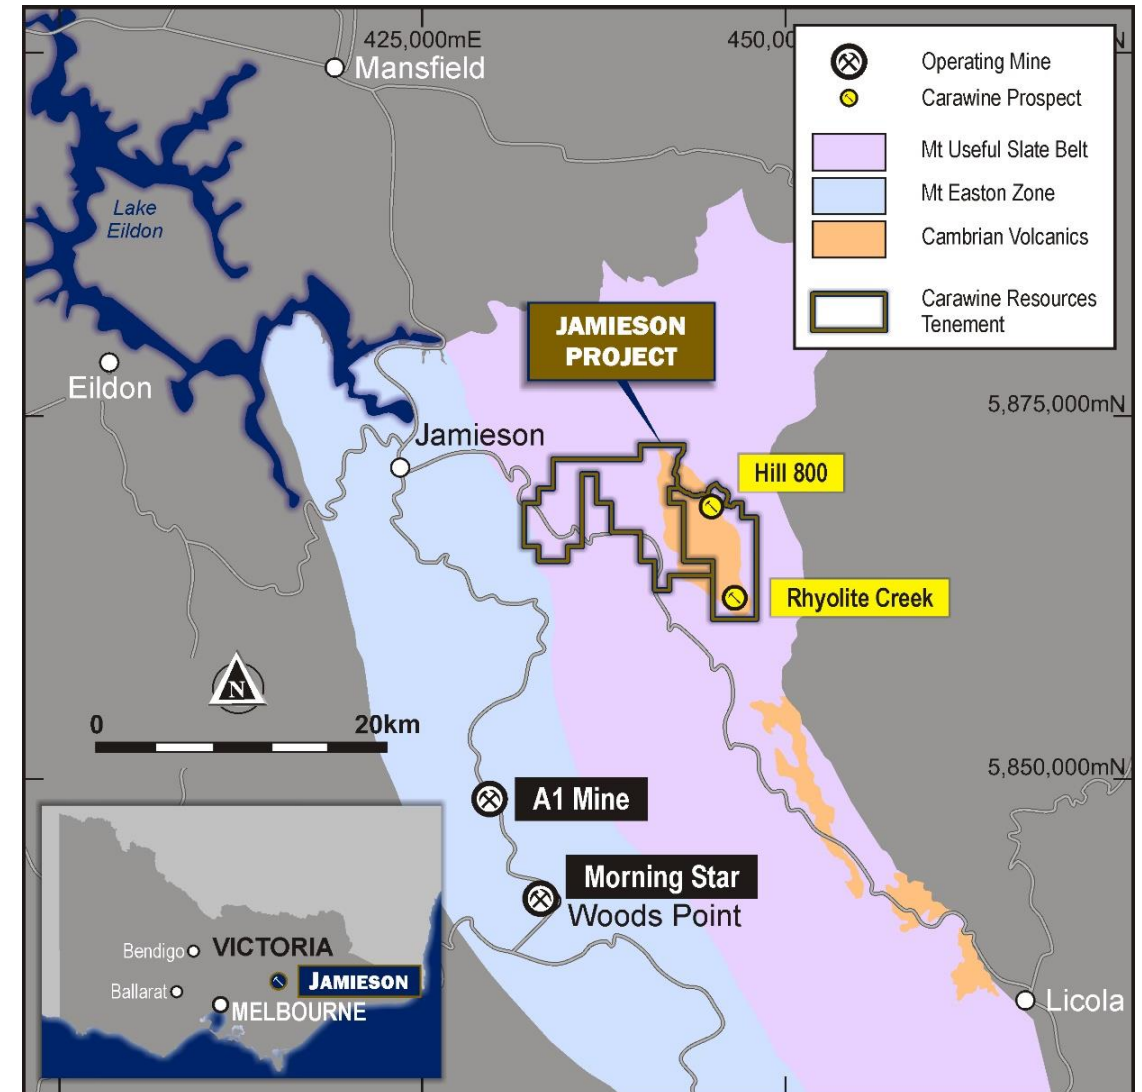 425,000mE
450,00
N
Mansfield
Operating Mine
Carawine Prospect
Mt Useful Slate Belt
Mt Easton Zone
Cambrian Volcanics
Carawine Resources
Tenement
Lake
Eildon
JAMIESON
PROJECT
Eildon
5,875,000mN
Jamieson
Hill 800
Rhyolite Creek
N
0
20km
5,850,000mN
A1 Mine
Morning Star
Woods Point
Bendigo
VICTORIA
JAMIESON
Ballarat
MELBOURNE
Licola